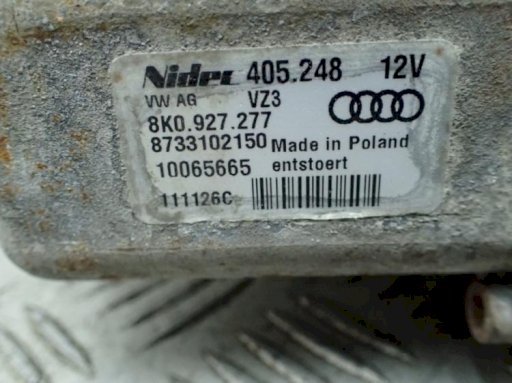 Nidec 405.248 12V
VW AG VZ3
8K0.927.277
8733102150 Made in Poland
10065665 entstoert
111126C